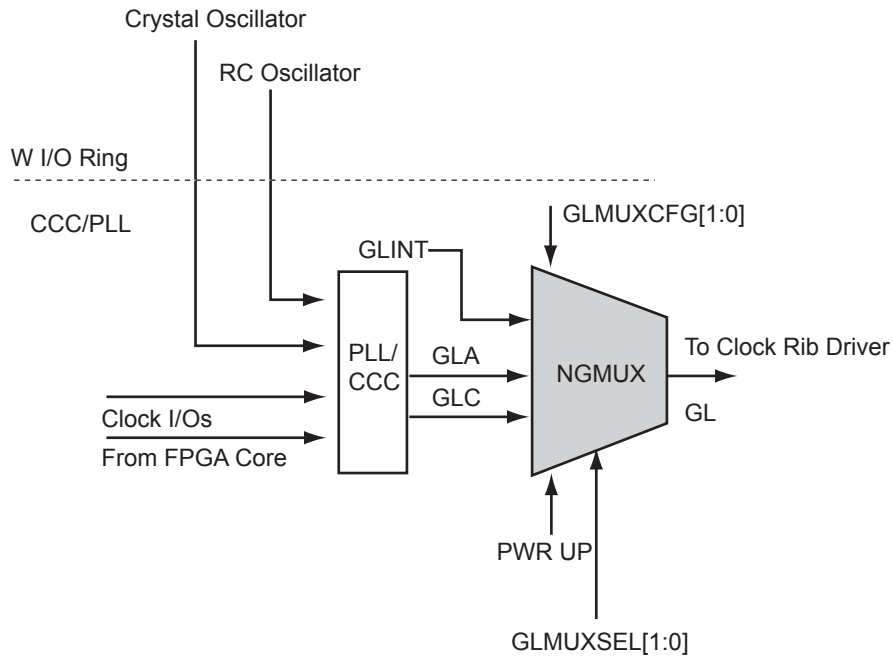 Crystal Oscillator
RC Oscillator
W I/O Ring
CCC/PLL
GLMUXCFG[1:0]
GLINT
PLL/
CCC
GLA
GLC
NGMUX
To Clock Rib Driver
GL
Clock I/Os
From FPGA Core
PWR UP
GLMUXSEL[1:0]